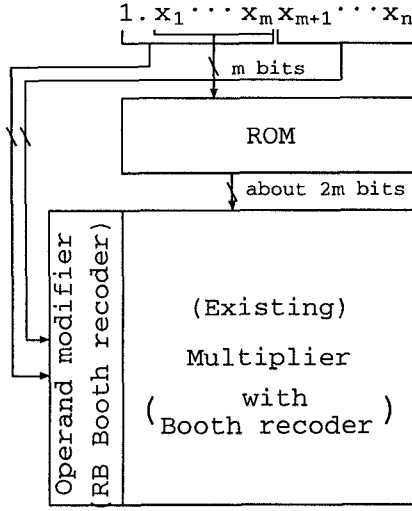 1.x1···xm xm+1···xn
m bits
ROM
about 2m bits
Operand modifier
RB Booth recoder)
(Existing)
Multiplier
( with )
Booth recoder